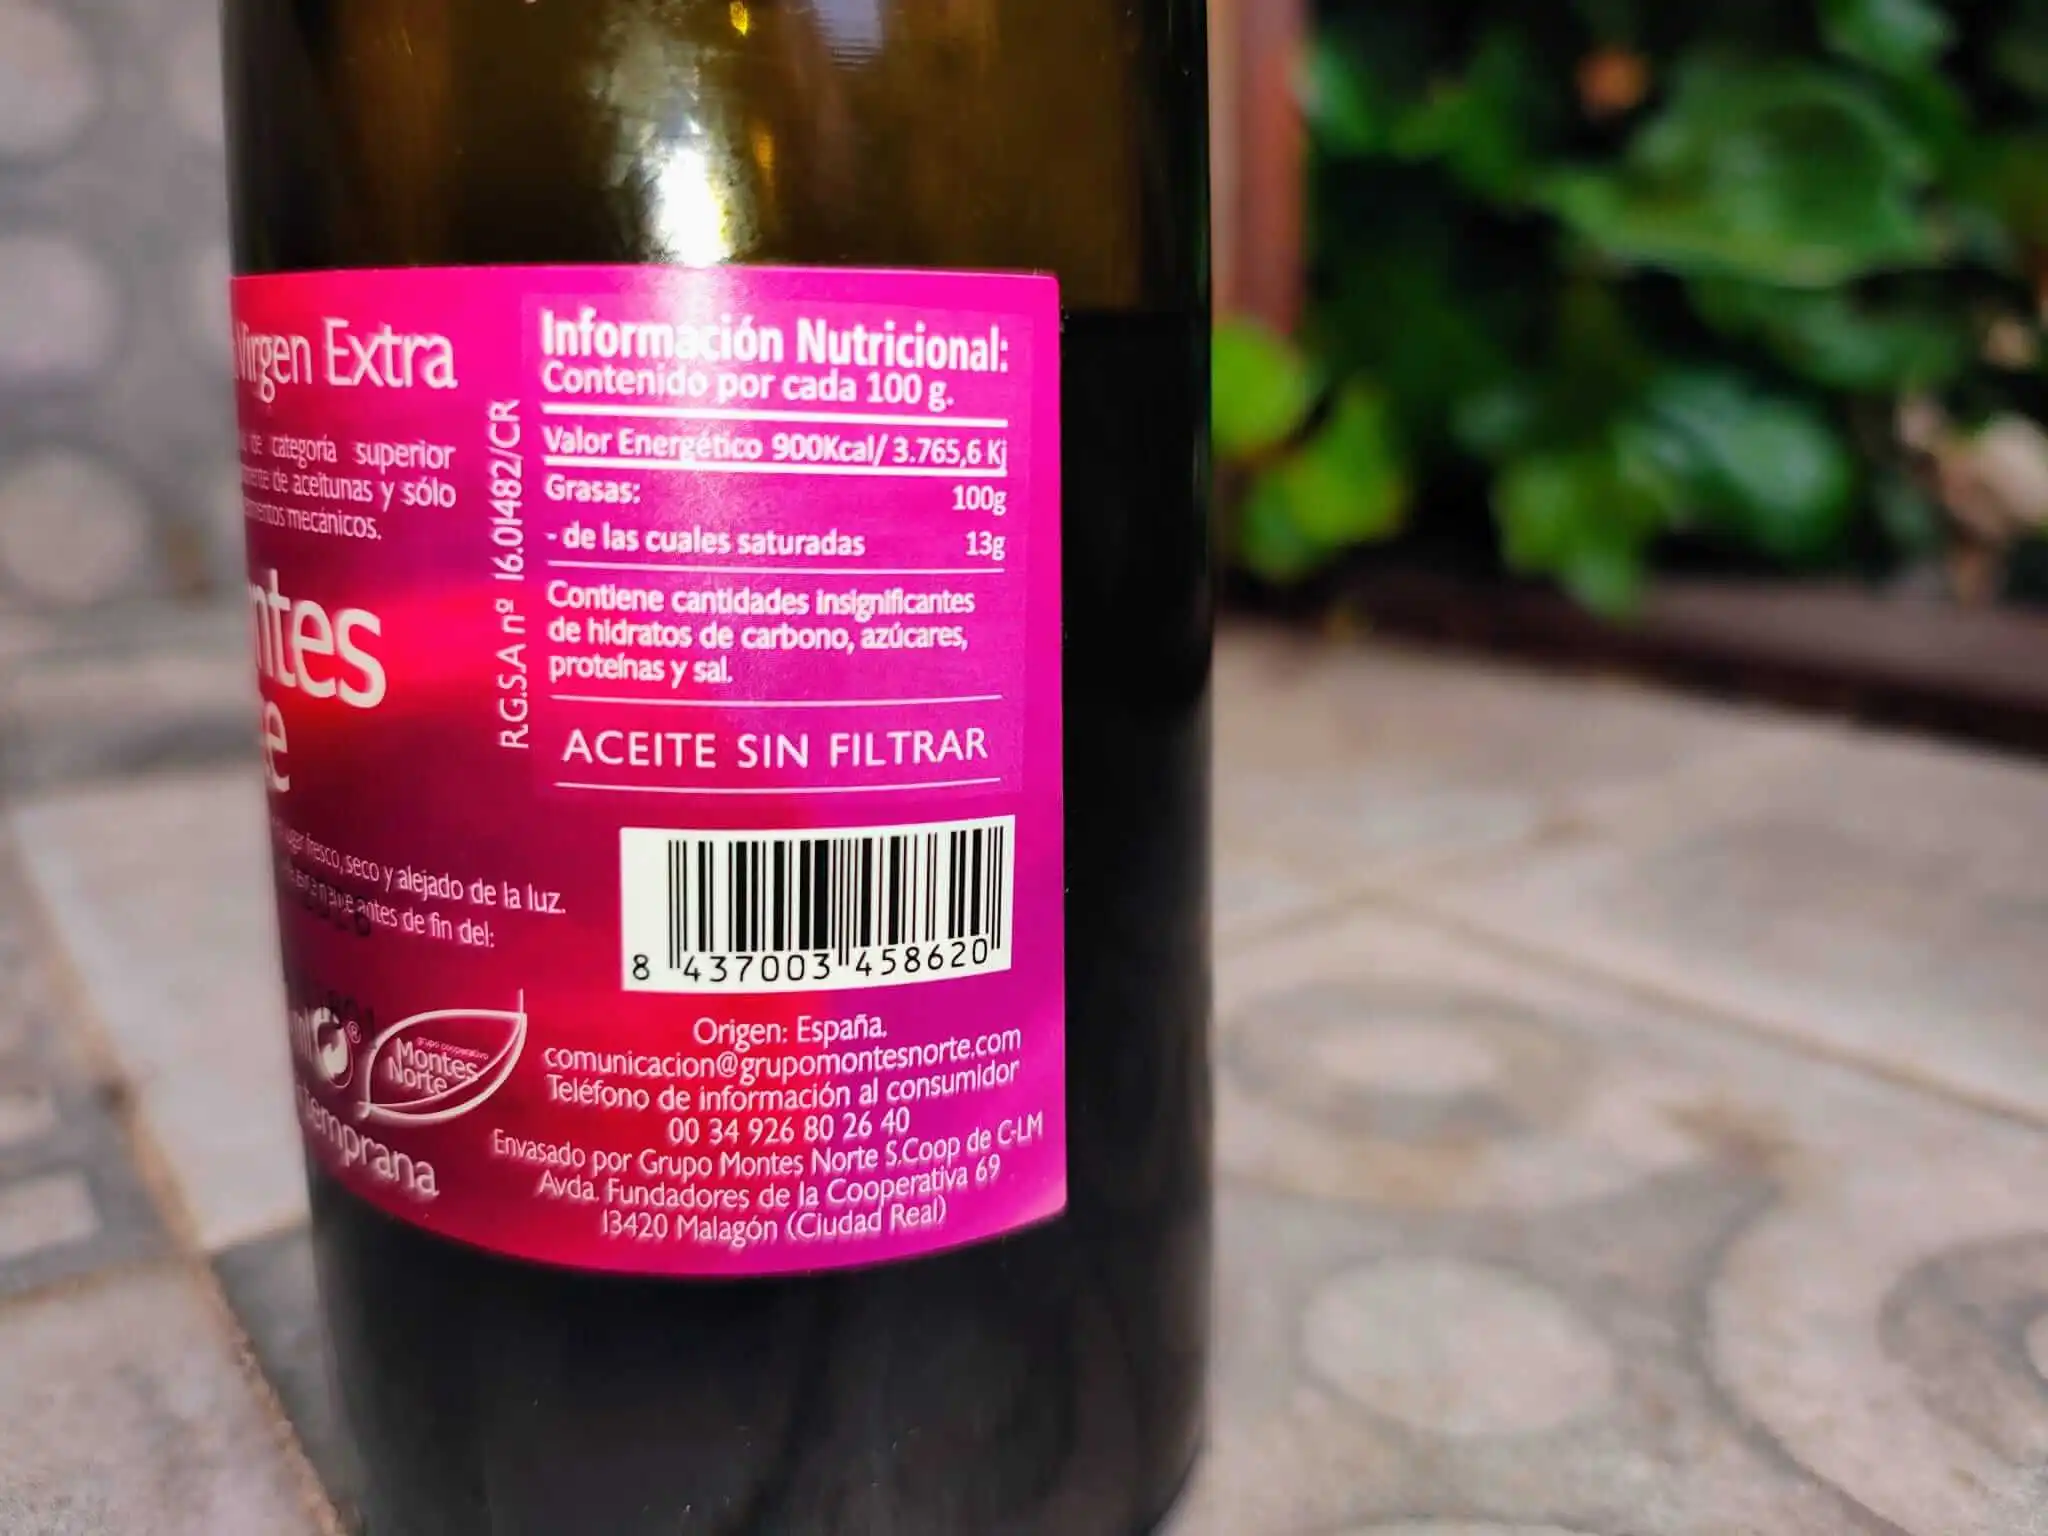 Virgen Extra
de categoría superior
de aceitunas y sólo
mecánicos.
fresco, seco y alejado de la luz.
antes de fin del:
grupo cooperativo
Montes
Norte
temprana
R.G.S.A nº 16.01482/CR
Información Nutricional:
Contenido por cada 100 g.
Valor Energético 900Kcal/ 3.765,6 Kj
Grasas: 100g
- de las cuales saturadas 13g
Contiene cantidades insignificantes
de hidratos de carbono, azúcares,
proteínas y sal.
ACEITE SIN FILTRAR
8 437003 458620
Origen: España.
comunicacion@grupomontesnorte.com
Teléfono de información al consumidor
00 34 926 80 26 40
Envasado por Grupo Montes Norte S.Coop de C-LM
Avda. Fundadores de la Cooperativa 69
13420 Malagón (Ciudad Real)